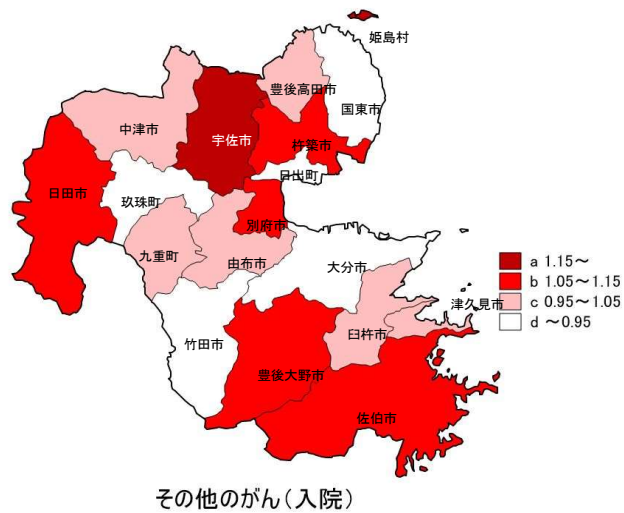 姫島村
豊後高田市
国東市
中津市
宇佐市
杵築市
日出町
日田市
玖珠町
別府市
九重町
由布市
大分市
津久見市
臼杵市
竹田市
豊後大野市
佐伯市
a 1.15～
b 1.05～1.15
c 0.95～1.05
d ～0.95
その他のがん(入院)